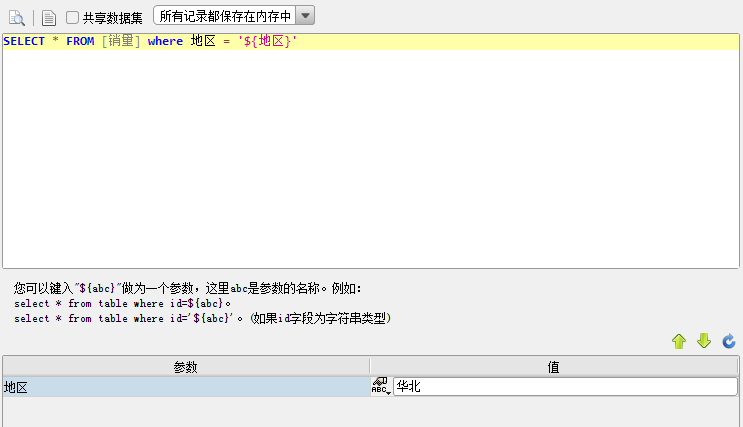 共享数据集 所有记录都保存在内存中
SELECT * FROM [销量] where 地区 = '${地区}'
您可以键入"${abc}"做为一个参数，这里abc是参数的名称。例如：
select * from table where id=${abc}。
select * from table where id='${abc}'。(如果id字段为字符串类型)
参数 值
地区 ABC 华北